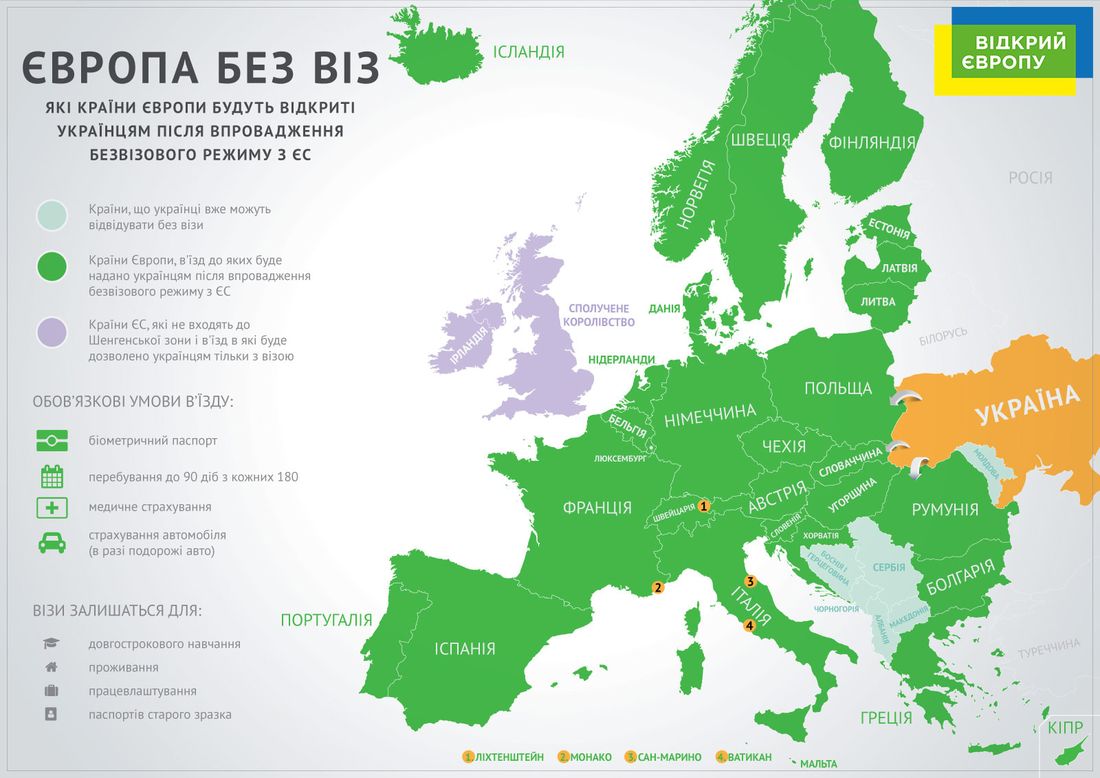 ЄВРОПА БЕЗ ВІЗ
ЯКІ КРАЇНИ ЄВРОПИ БУДУТЬ ВІДКРИТІ
УКРАЇНЦЯМ ПІСЛЯ ВПРОВАДЖЕННЯ
БЕЗВІЗОВОГО РЕЖИМУ З ЄС
ВІДКРИЙ
ЄВРОПУ
Країни, що українці вже можуть
відвідувати без візи
Країни Європи, в'їзд до яких буде
надано українцям після впровадження
безвізового режиму з ЄС
Країни ЄС, які не входять до
Шенгенської зони і в'їзд в які буде
дозволено українцям тільки з візою
ОБОВ'ЯЗКОВІ УМОВИ В'ЇЗДУ:
біометричний паспорт
перебування до 90 діб з кожних 180
медичне страхування
страхування автомобіля
(в разі подорожі авто)
ВІЗИ ЗАЛИШАТЬСЯ ДЛЯ:
довгострокового навчання
проживання
працевлаштування
паспортів старого зразка
ІСЛАНДІЯ
НОРВЕГІЯ
ШВЕЦІЯ
ФІНЛЯНДІЯ
РОСІЯ
ЕСТОНІЯ
ЛАТВІЯ
ЛИТВА
БІЛОРУСЬ
СПОЛУЧЕНЕ
КОРОЛІВСТВО
ІРЛАНДІЯ
ДАНІЯ
НІДЕРЛАНДИ
БЕЛЬГІЯ
ЛЮКСЕМБУРГ
НІМЕЧЧИНА
ПОЛЬЩА
УКРАЇНА
ЧЕХІЯ
СЛОВАЧЧИНА
МОЛДОВА
ФРАНЦІЯ
ШВЕЙЦАРІЯ
1
АВСТРІЯ
УГОРЩИНА
РУМУНІЯ
СЛОВЕНІЯ
ХОРВАТІЯ
БОСНІЯ І
ГЕРЦЕГОВИНА
СЕРБІЯ
БОЛГАРІЯ
ЧОРНОГОРІЯ
АЛБАНІЯ
МАКЕДОНІЯ
2
3
ІТАЛІЯ
4
ПОРТУГАЛІЯ
ІСПАНІЯ
ТУРЕЧЧИНА
ГРЕЦІЯ
КІПР
МАЛЬТА
1 ЛІХТЕНШТЕЙН 2 МОНАКО 3 САН-МАРИНО 4 ВАТИКАН